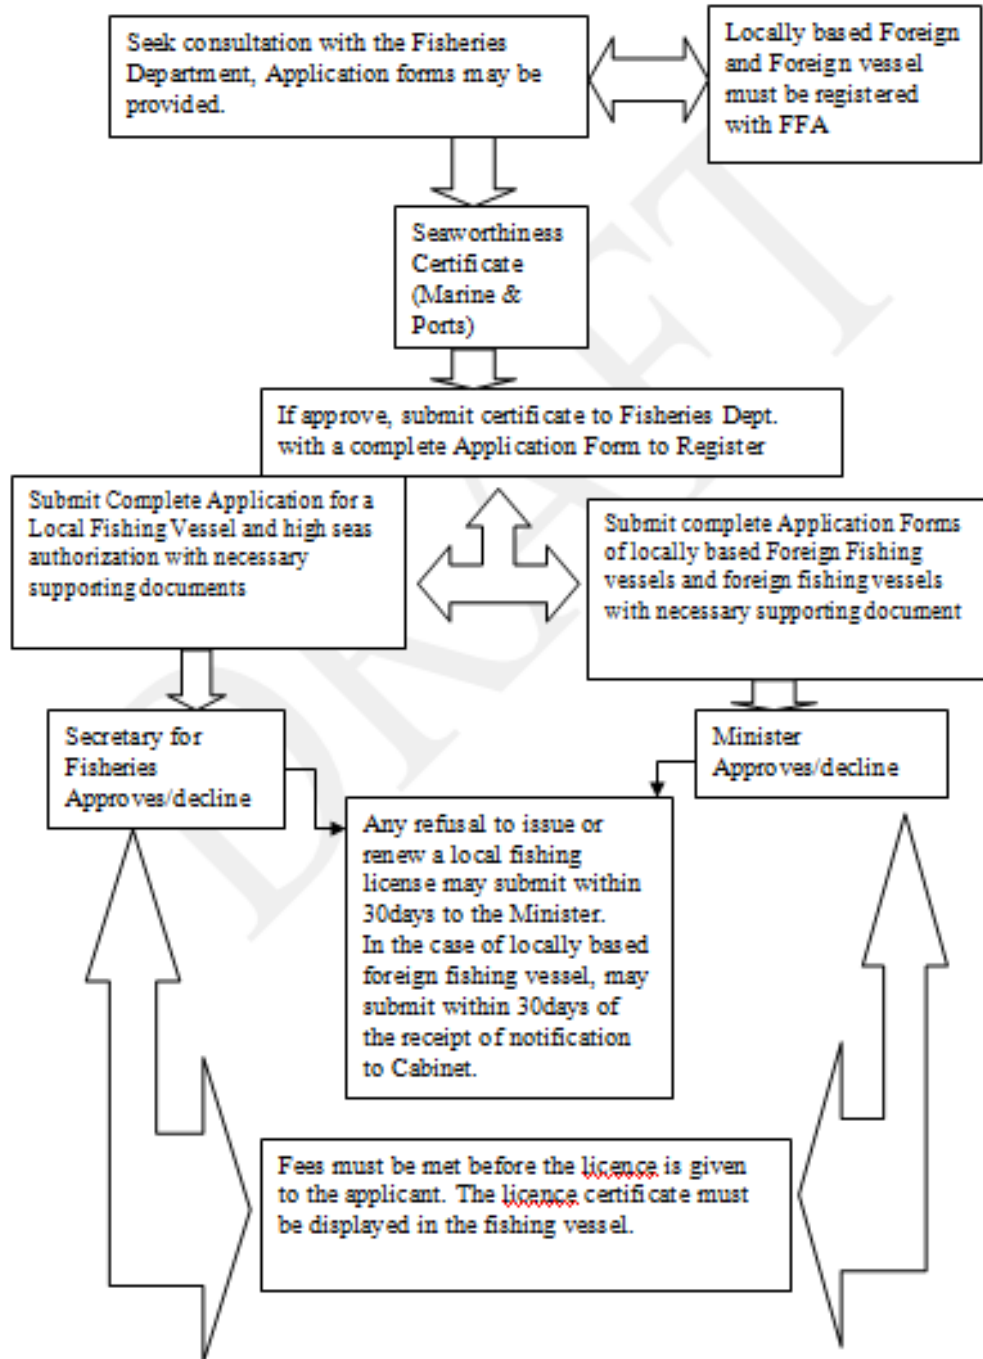 Seek consultation with the Fisheries
Department, Application forms may be
provided.
Locally based Foreign
and Foreign vessel
must be registered
with FFA
Seaworthiness
Certificate
(Marine &
Ports)
If approve, submit certificate to Fisheries Dept.
with a complete Application Form to Register
Submit Complete Application for a
Local Fishing Vessel and high seas
authorization with necessary
supporting documents
Submit complete Application Forms
of locally based Foreign Fishing
vessels and foreign fishing vessels
with necessary supporting document
Secretary for
Fisheries
Approves/decline
Minister
Approves/decline
Any refusal to issue or
renew a local fishing
license may submit within
30days to the Minister.
In the case of locally based
foreign fishing vessel, may
submit within 30days of
the receipt of notification
to Cabinet.
Fees must be met before the licence is given
to the applicant. The licence certificate must
be displayed in the fishing vessel.
DRAFT